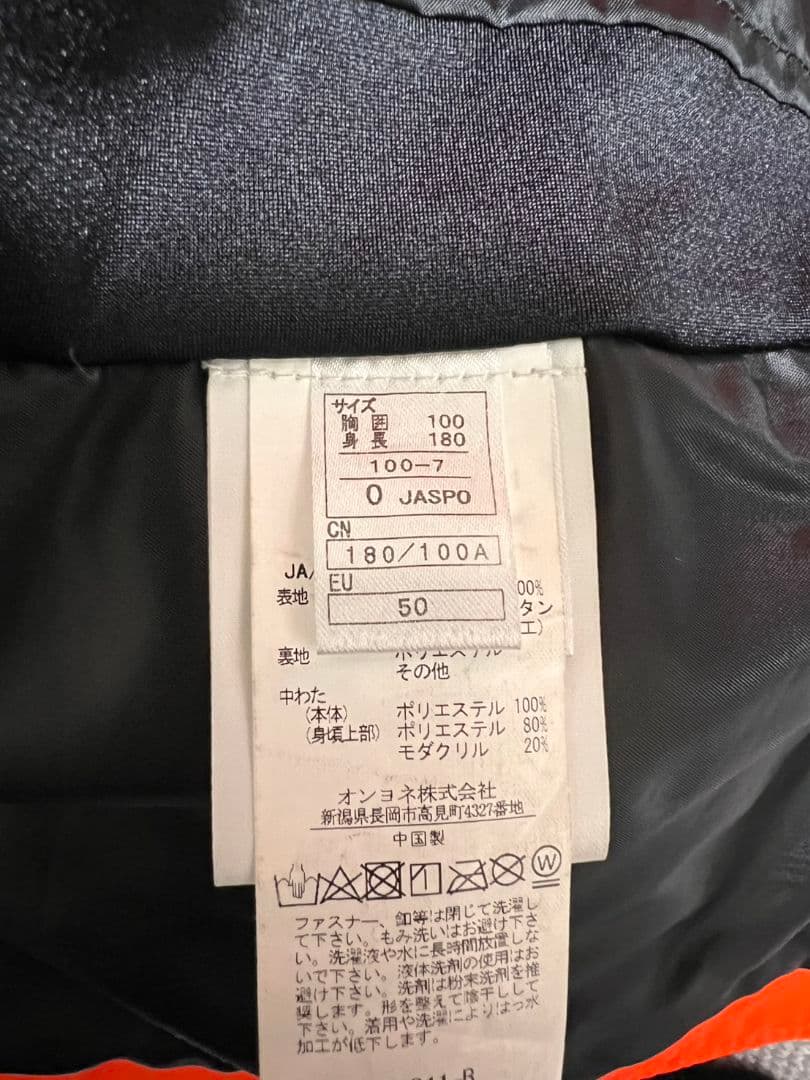 サイズ
胸囲 100
身長 180
100-7
O JASPO
CN
180/100A
EU
50
JA/
表地 00%
タン
工)
裏地 ポリエステル
その他
中わた
(本体) ポリエステル 100%
(身頃上部) ポリエステル 80%
モダクリル 20%
オンヨネ株式会社
新潟県長岡市高見町4327番地
中国製
W
ファスナー、釦等は閉じて洗濯し
て下さい。もみ洗いはお避け下さ
い。洗濯液や水に長時間放置しな
いで下さい。液体洗剤の使用はお
避け下さい。洗剤は粉末洗剤を推
奨します。形を整えて陰干しして
下さい。着用や洗濯によりはっ水
加工が低下します。